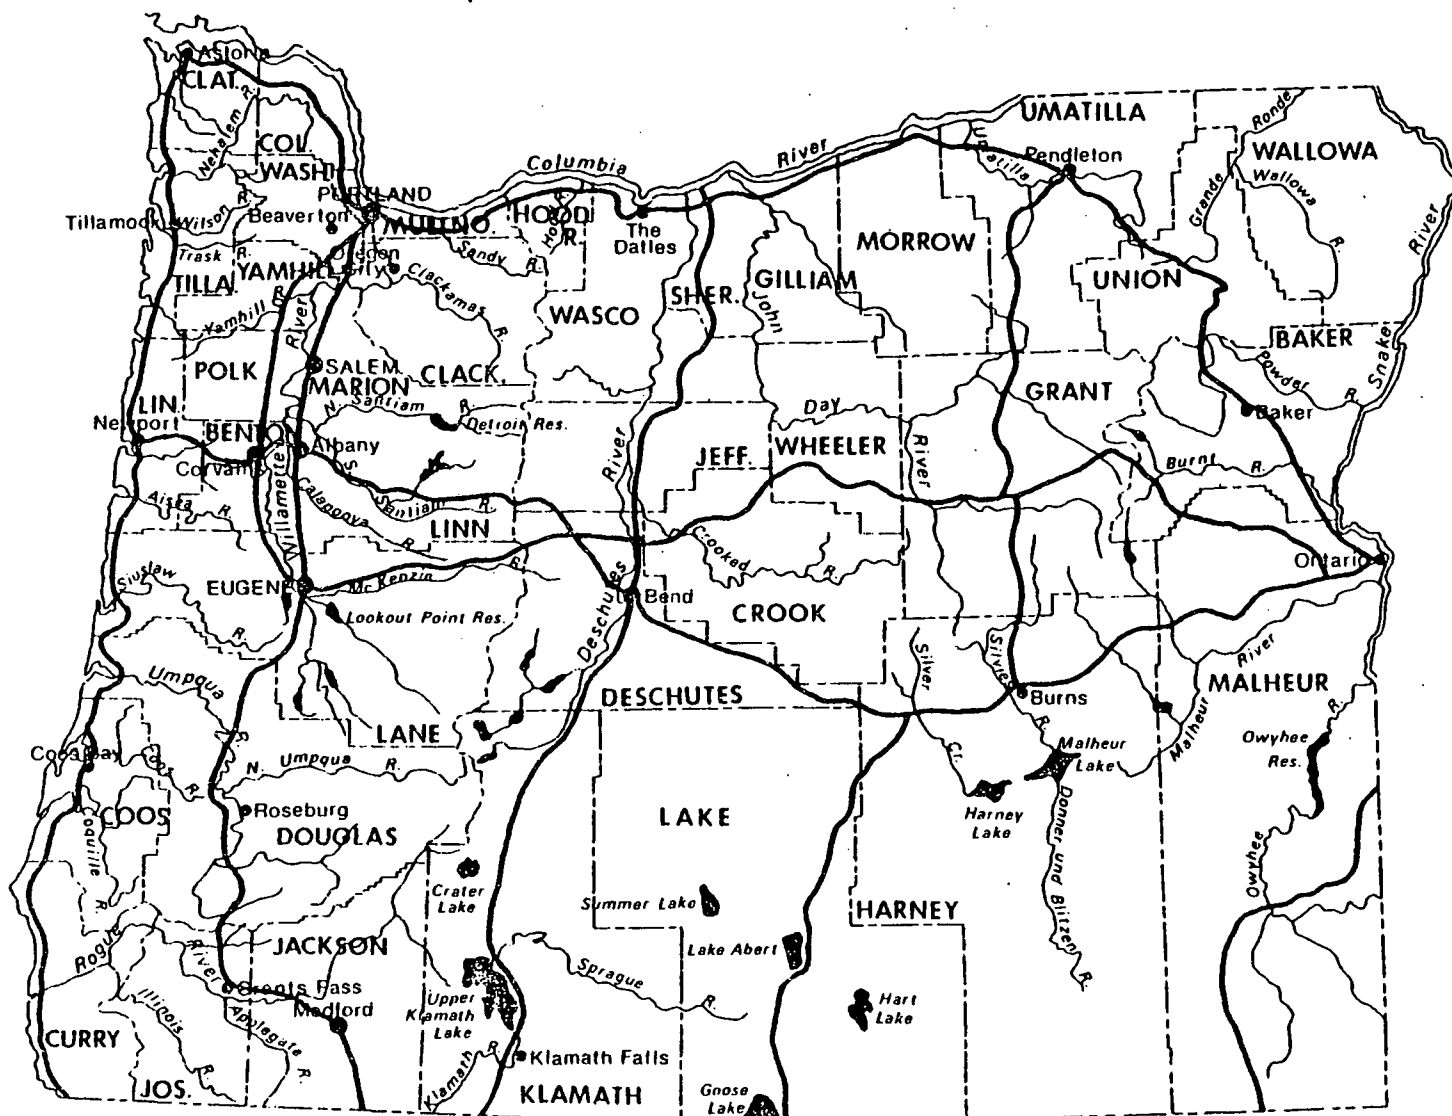 Astoria
CLAT.
Nehalem R.
COL.
WASH
PORTLAND
Beaverton
Tillamook
Wilson R.
Trask R.
TILLA.
YAMHILL
Oregon
City
MULTNO.
HOOD
R
Hood R.
Columbia
River
The
Dalles
UMATILLA
Umatilla
Pendleton
Grande Ronde
WALLOWA
Wallowa
R.
Snake
River
Sandy R.
Clackamas
R.
Yamhill R.
River
WASCO
SHER.
GILLIAM
John
MORROW
UNION
BAKER
Powder
R.
Baker
POLK
SALEM
MARION
CLACK.
LIN.
Newport
N. Santiam R.
Detroit Res.
BENTON
Corvallis
Albany
S. Santiam R.
Calapooya
R.
LINN
River
JEFF.
Day
WHEELER
River
GRANT
Burnt R.
Alsea R.
Willamette
Crooked
R.
Ontario
Siuslaw
R.
EUGENE
McKenzie
R.
Lookout Point Res.
Deschutes
Bend
CROOK
Silver
Cr.
Silvies
R.
Burns
River
MALHEUR
Malheur
Umpqua
R.
LANE
DESCHUTES
Malheur
Lake
Owyhee
Res.
R.
Coos Bay
Coos
R.
N. Umpqua R.
Roseburg
DOUGLAS
COOS
Coquille
R.
LAKE
Harney
Lake
Donner und Blitzen R.
Owyhee
Crater
Lake
Summer Lake
HARNEY
Rogue
River
JACKSON
Lake Abert
Sprague R.
Grants Pass
Medford
Upper
Klamath
Lake
Hart
Lake
Illinois
R.
Applegate R.
CURRY
JOS.
Klamath R.
Klamath Falls
KLAMATH
Goose
Lake